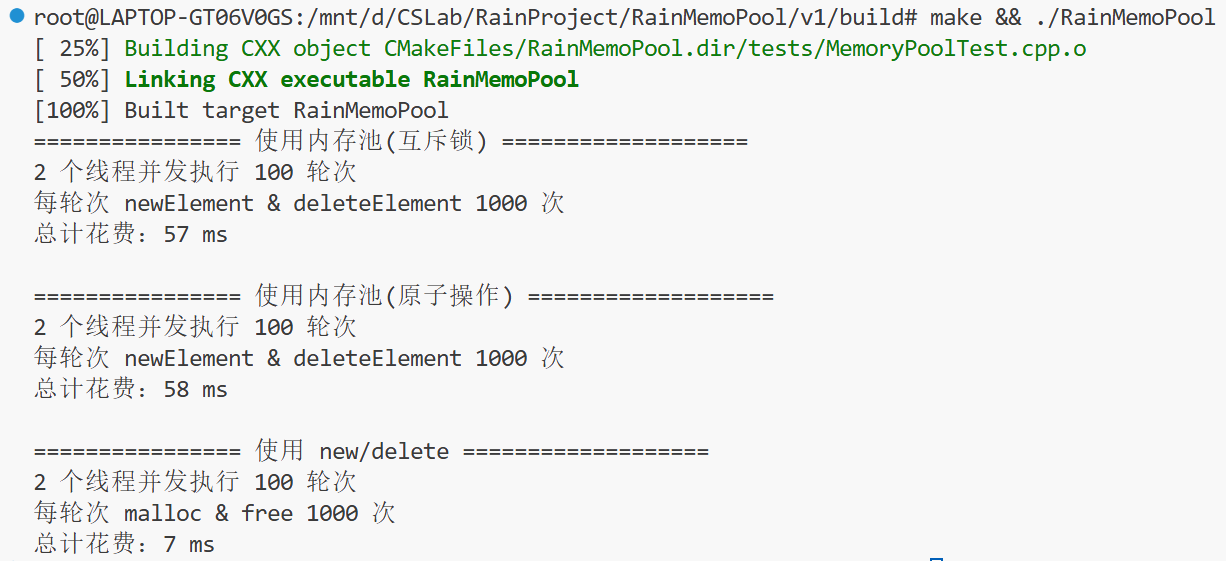 root@LAPTOP-GT06V0GS:/mnt/d/CSLab/RainProject/RainMemoPool/v1/build# make && ./RainMemoPool
[ 25%] Building CXX object CMakeFiles/RainMemoPool.dir/tests/MemoryPoolTest.cpp.o
[ 50%] Linking CXX executable RainMemoPool
[100%] Built target RainMemoPool
================ 使用内存池(互斥锁) ===================
2 个线程并发执行 100 轮次
每轮次 newElement & deleteElement 1000 次
总计花费：57 ms
================ 使用内存池(原子操作) ===================
2 个线程并发执行 100 轮次
每轮次 newElement & deleteElement 1000 次
总计花费：58 ms
================ 使用 new/delete ===================
2 个线程并发执行 100 轮次
每轮次 malloc & free 1000 次
总计花费：7 ms